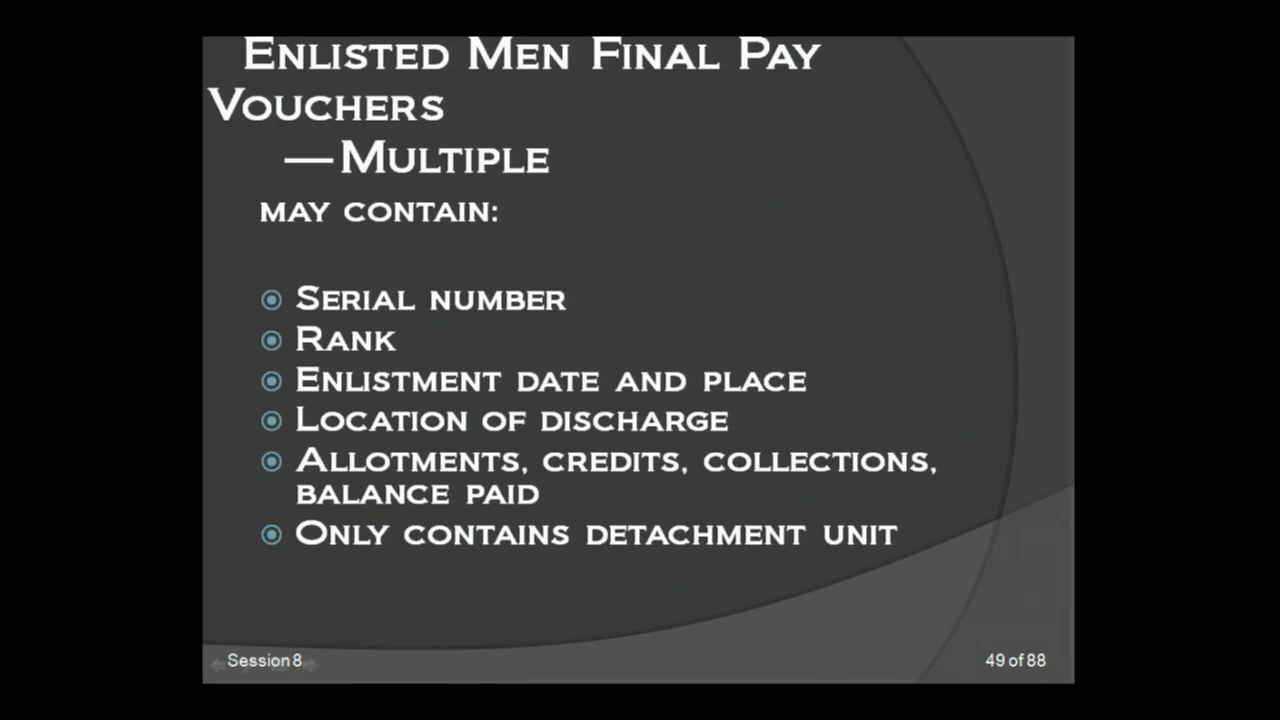 Enlisted Men Final Pay
Vouchers
—Multiple
may contain:
Serial number
Rank
Enlistment date and place
Location of discharge
Allotments, credits, collections,
balance paid
Only contains detachment unit
Session 8
49 of 88